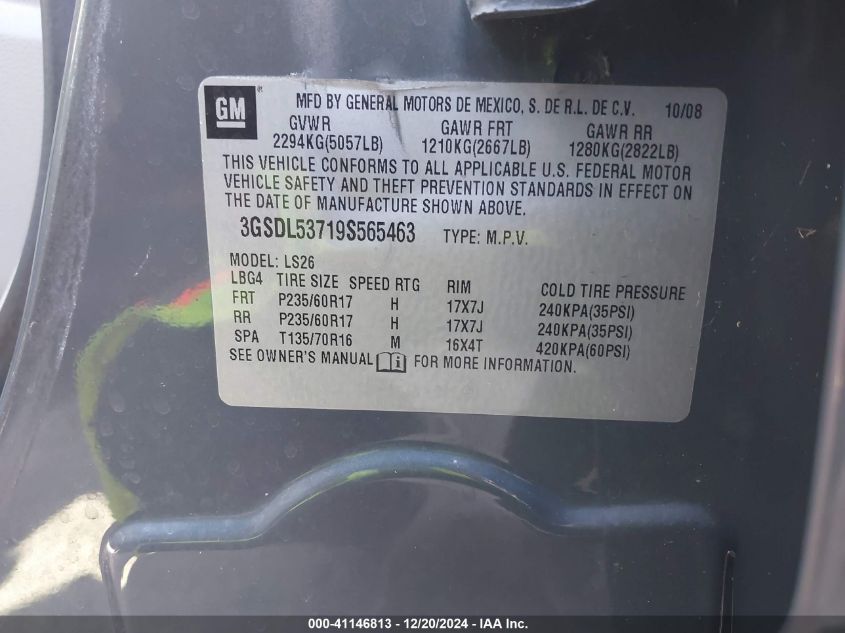 GM MFD BY GENERAL MOTORS DE MEXICO, S. DE R.L. DE C.V. 10/08
GVWR GAWR FRT GAWR RR
2294KG(5057LB) 1210KG(2667LB) 1280KG(2822LB)
THIS VEHICLE CONFORMS TO ALL APPLICABLE U.S. FEDERAL MOTOR
VEHICLE SAFETY AND THEFT PREVENTION STANDARDS IN EFFECT ON
THE DATE OF MANUFACTURE SHOWN ABOVE.
3GSDL53719S565463 TYPE: M.P.V.
MODEL: LS26
LBG4 TIRE SIZE SPEED RTG RIM COLD TIRE PRESSURE
FRT P235/60R17 H 17X7J 240KPA(35PSI)
RR P235/60R17 H 17X7J 240KPA(35PSI)
SPA T135/70R16 M 16X4T 420KPA(60PSI)
SEE OWNER'S MANUAL i FOR MORE INFORMATION.
000-41146813 - 12/20/2024 - IAA Inc.